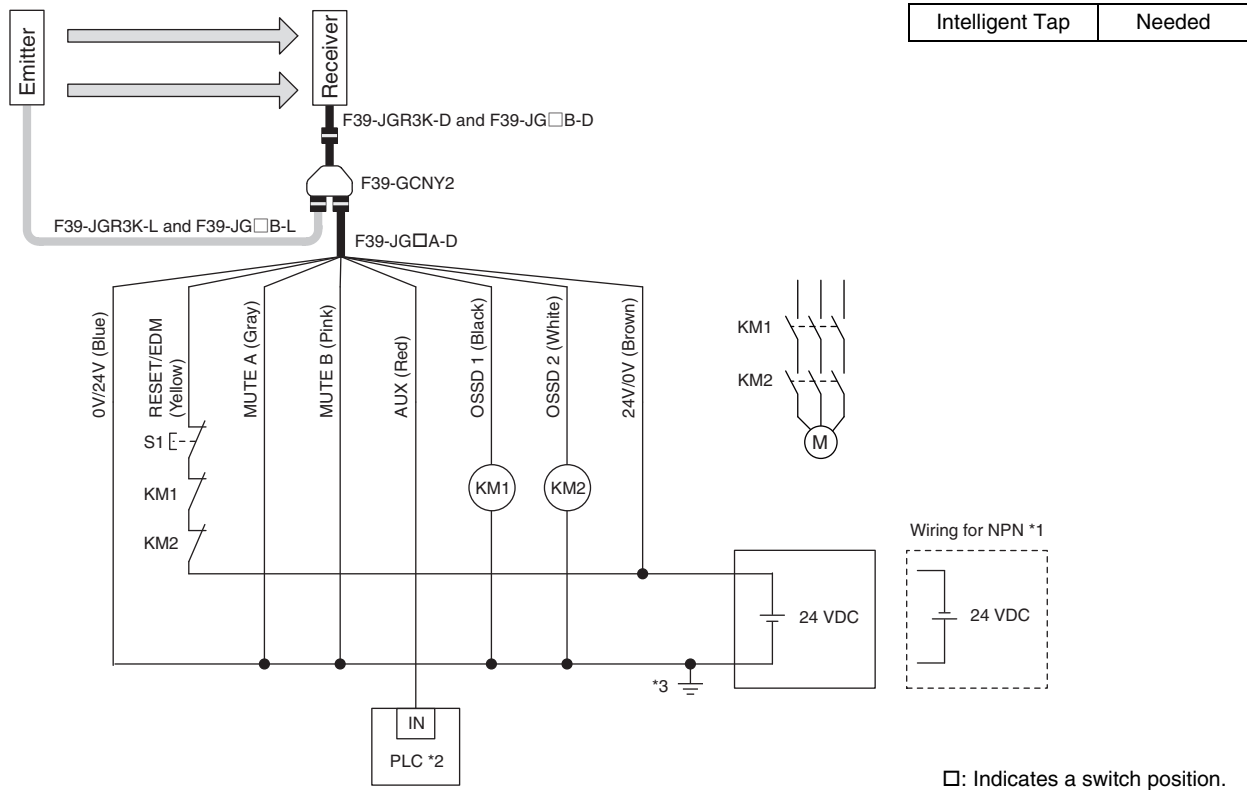 Intelligent Tap Needed
Emitter
Receiver
F39-JGR3K-D and F39-JG□B-D
F39-GCNY2
F39-JGR3K-L and F39-JG□B-L
F39-JG□A-D
0V/24V (Blue)
RESET/EDM
(Yellow)
MUTE A (Gray)
MUTE B (Pink)
AUX (Red)
OSSD 1 (Black)
OSSD 2 (White)
24V/0V (Brown)
KM1
KM2
M
S1
KM1
KM2
KM1
KM2
Wiring for NPN *1
24 VDC
24 VDC
*3
IN
PLC *2
□: Indicates a switch position.